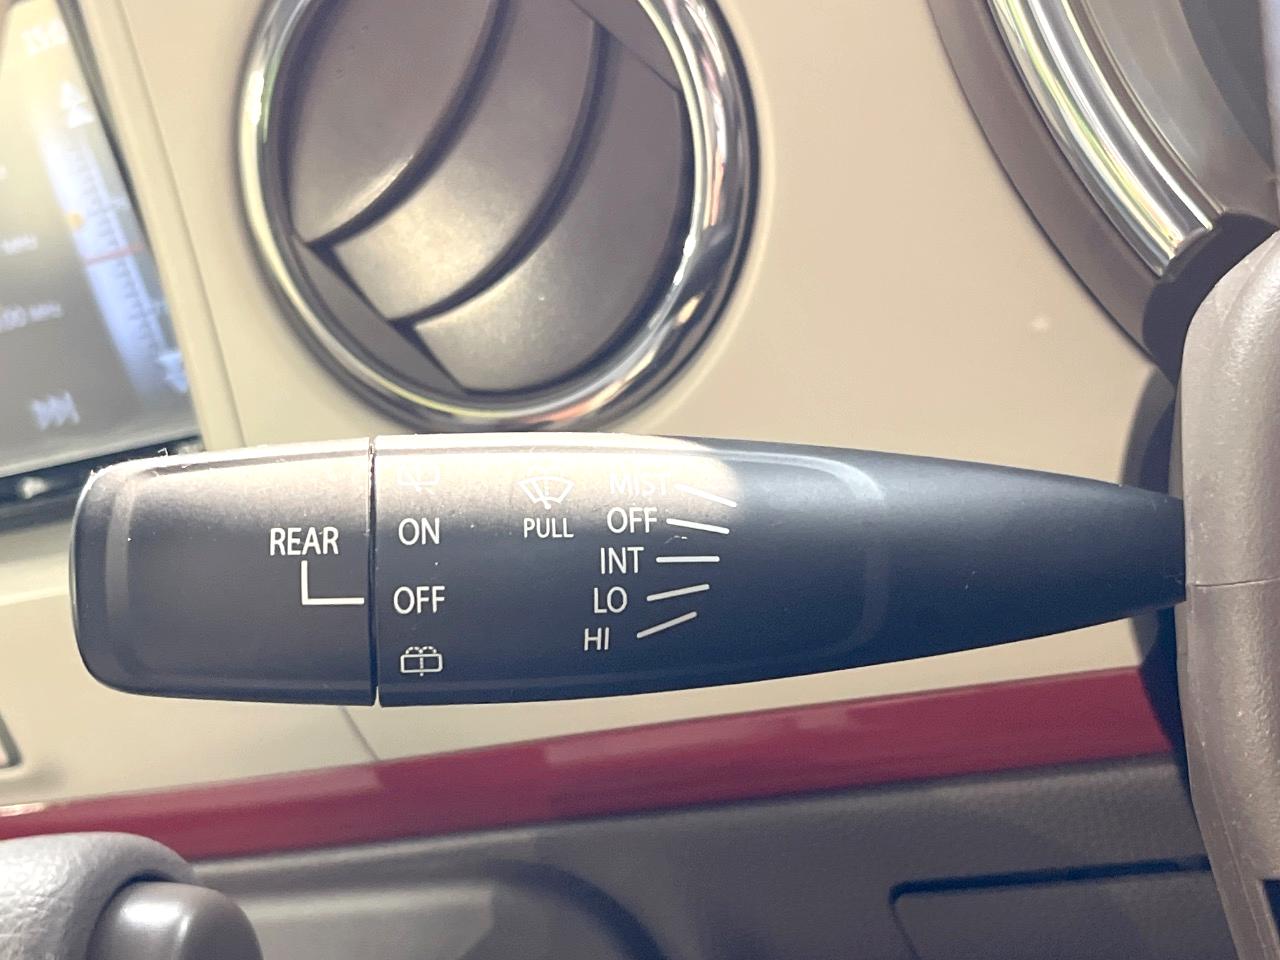 REAR
ON
OFF
PULL
MIST
OFF
INT
LO
HI